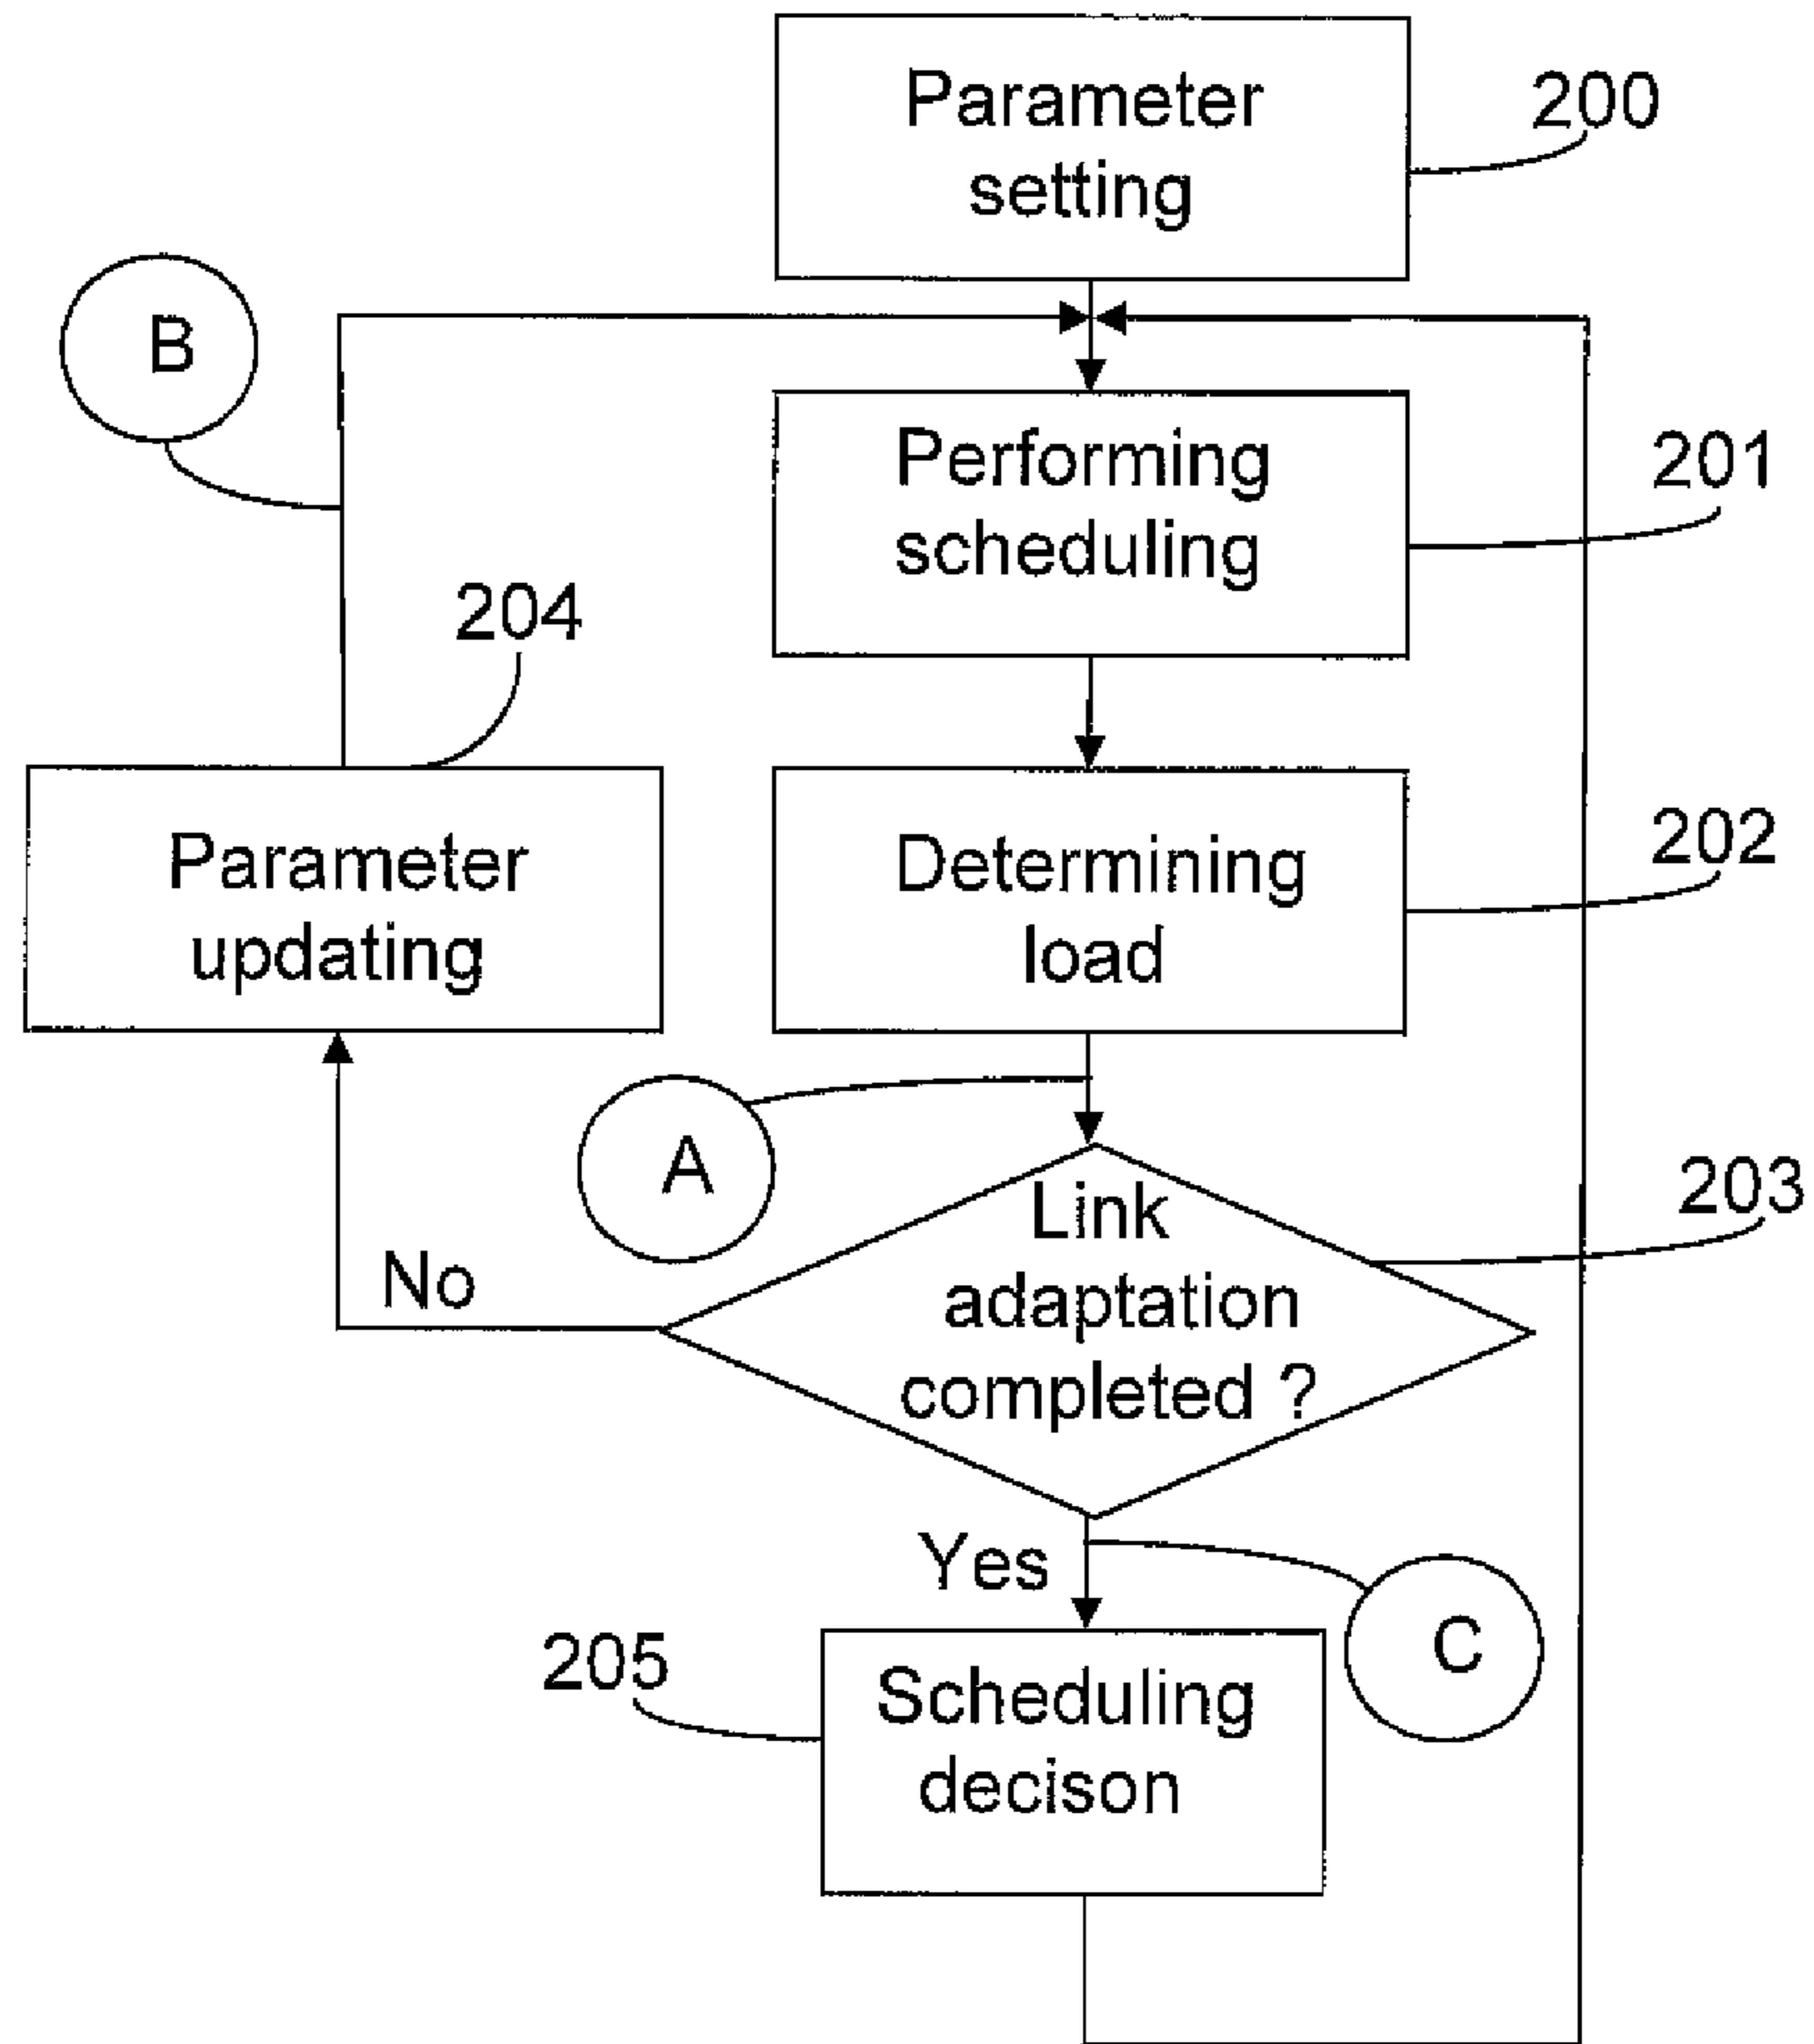 Parameter
setting
200
B
Performing
scheduling
201
204
Parameter
updating
Determining
load
202
A
Link
adaptation
completed ?
203
No
Yes
C
205
Scheduling
decison